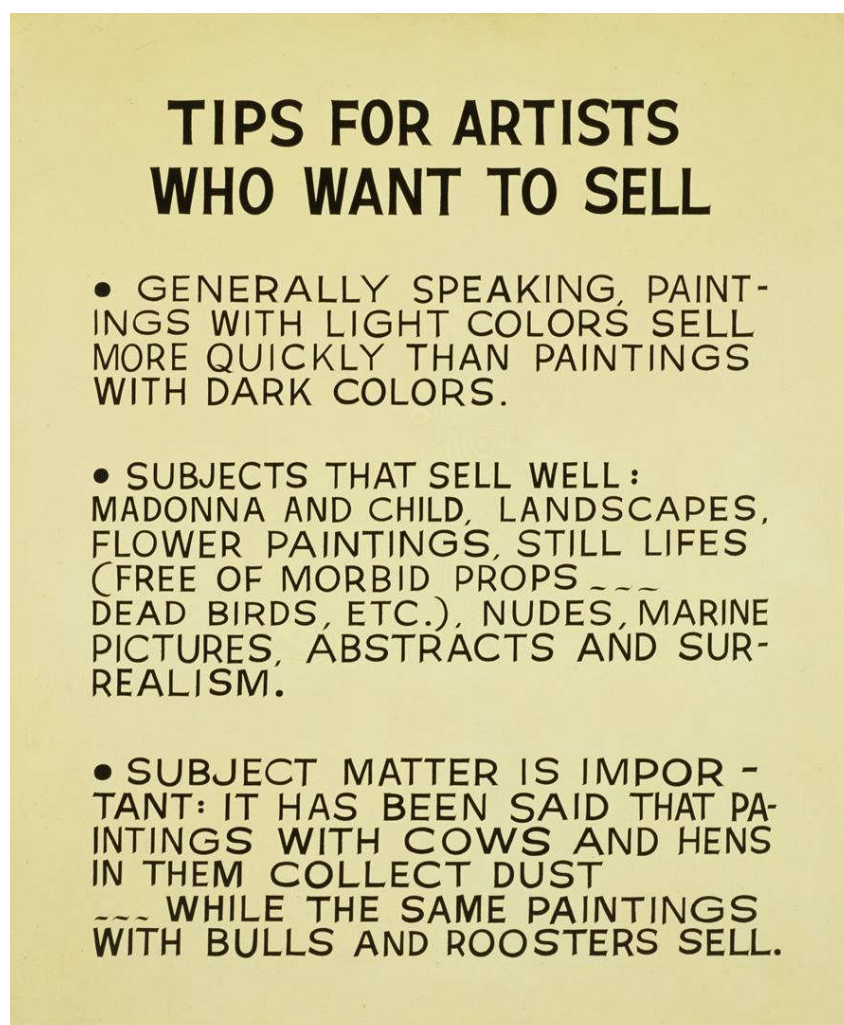 TIPS FOR ARTISTS
WHO WANT TO SELL
• GENERALLY SPEAKING, PAINT-
INGS WITH LIGHT COLORS SELL
MORE QUICKLY THAN PAINTINGS
WITH DARK COLORS.
• SUBJECTS THAT SELL WELL:
MADONNA AND CHILD, LANDSCAPES,
FLOWER PAINTINGS, STILL LIFES
(FREE OF MORBID PROPS ~~~
DEAD BIRDS, ETC.), NUDES, MARINE
PICTURES, ABSTRACTS AND SUR-
REALISM.
• SUBJECT MATTER IS IMPOR-
TANT: IT HAS BEEN SAID THAT PA-
INTINGS WITH COWS AND HENS
IN THEM COLLECT DUST
~~~ WHILE THE SAME PAINTINGS
WITH BULLS AND ROOSTERS SELL.